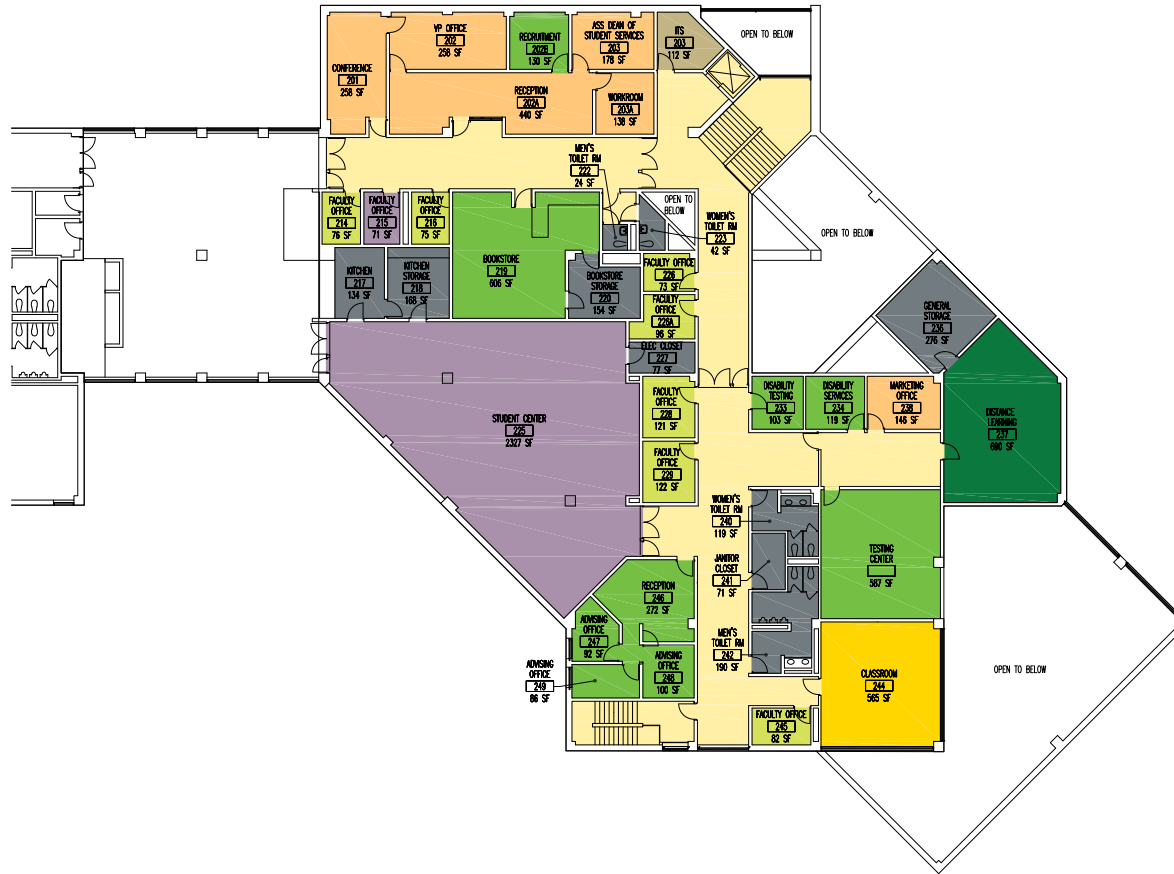 VP OFFICE
202
258 SF
RECRUITMENT
202B
130 SF
ASS DEAN OF
STUDENT SERVICES
203
178 SF
ITS
203
112 SF
OPEN TO BELOW
CONFERENCE
201
258 SF
RECEPTION
202A
440 SF
WORKROOM
203A
138 SF
MEN'S
TOILET RM
222
24 SF
FACULTY
OFFICE
214
76 SF
FACULTY
OFFICE
215
71 SF
FACULTY
OFFICE
216
75 SF
OPEN TO
BELOW
WOMEN'S
TOILET RM
223
42 SF
OPEN TO BELOW
KITCHEN
217
134 SF
KITCHEN
STORAGE
218
168 SF
BOOKSTORE
219
606 SF
BOOKSTORE
STORAGE
220
154 SF
FACULTY OFFICE
226
73 SF
FACULTY
OFFICE
226A
96 SF
ELEC CLOSET
227
77 SF
GENERAL
STORAGE
236
276 SF
STUDENT CENTER
225
2327 SF
FACULTY
OFFICE
228
121 SF
DISABILITY
TESTING
233
103 SF
DISABILITY
SERVICES
234
119 SF
MARKETING
OFFICE
238
146 SF
DISTANCE
LEARNING
237
690 SF
FACULTY
OFFICE
229
122 SF
WOMEN'S
TOILET RM
240
119 SF
JANITOR
CLOSET
241
71 SF
TESTING
CENTER
587 SF
RECEPTION
246
272 SF
ADVISING
OFFICE
247
92 SF
MEN'S
TOILET RM
242
190 SF
ADVISING
OFFICE
248
100 SF
ADVISING
OFFICE
249
86 SF
CLASSROOM
244
565 SF
OPEN TO BELOW
FACULTY OFFICE
245
82 SF